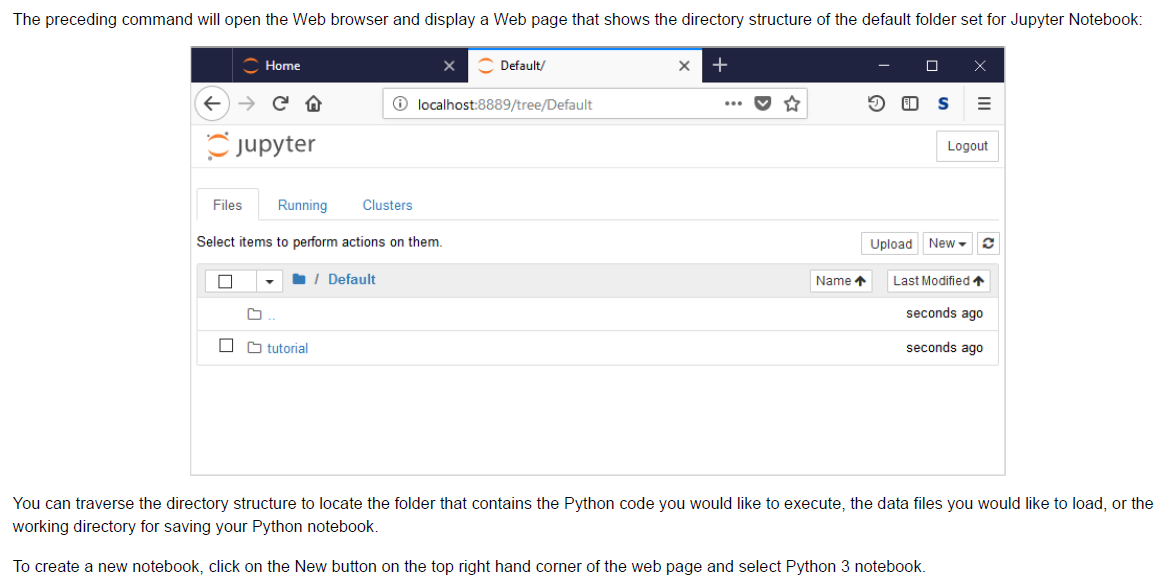 The preceding command will open the Web browser and display a Web page that shows the directory structure of the default folder set for Jupyter Notebook:
Home
Default/
localhost:8889/tree/Default
S
jupyter
Logout
Files Running Clusters
Select items to perform actions on them.
Upload New
/ Default
Name Last Modified
..
seconds ago
tutorial
seconds ago
You can traverse the directory structure to locate the folder that contains the Python code you would like to execute, the data files you would like to load, or the
working directory for saving your Python notebook.
To create a new notebook, click on the New button on the top right hand corner of the web page and select Python 3 notebook.